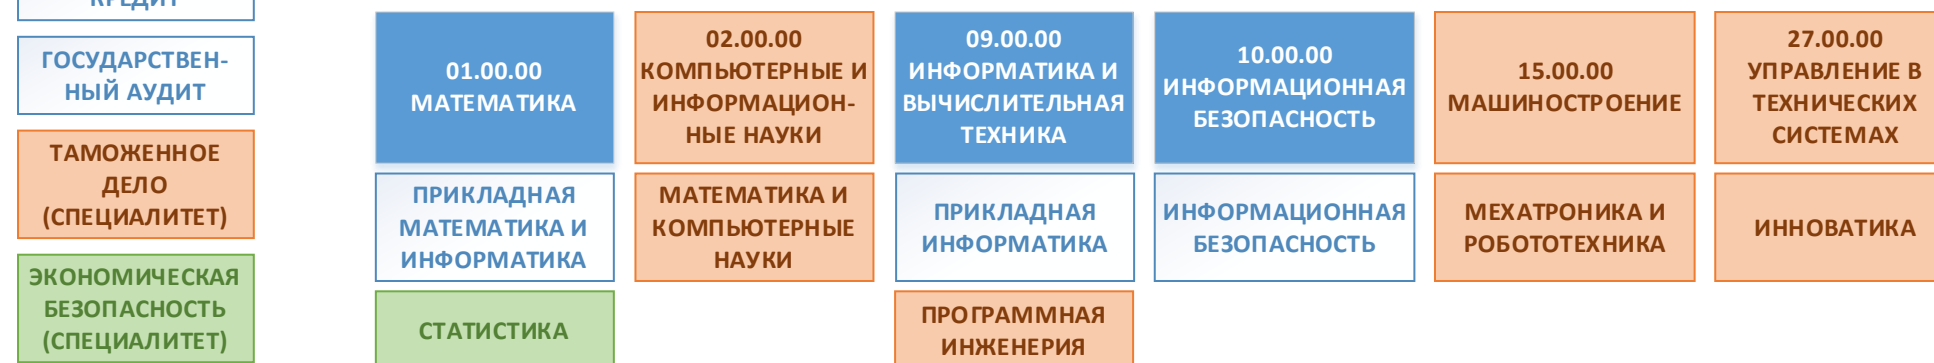 КРЕДИТ
ГОСУДАРСТВЕН-
НЫЙ АУДИТ
ТАМОЖЕННОЕ
ДЕЛО
(СПЕЦИАЛИТЕТ)
ЭКОНОМИЧЕСКАЯ
БЕЗОПАСНОСТЬ
(СПЕЦИАЛИТЕТ)
01.00.00
МАТЕМАТИКА
ПРИКЛАДНАЯ
МАТЕМАТИКА И
ИНФОРМАТИКА
СТАТИСТИКА
02.00.00
КОМПЬЮТЕРНЫЕ И
ИНФОРМАЦИОН-
НЫЕ НАУКИ
МАТЕМАТИКА И
КОМПЬЮТЕРНЫЕ
НАУКИ
09.00.00
ИНФОРМАТИКА И
ВЫЧИСЛИТЕЛЬНАЯ
ТЕХНИКА
ПРИКЛАДНАЯ
ИНФОРМАТИКА
ПРОГРАММНАЯ
ИНЖЕНЕРИЯ
10.00.00
ИНФОРМАЦИОННАЯ
БЕЗОПАСНОСТЬ
ИНФОРМАЦИОННАЯ
БЕЗОПАСНОСТЬ
15.00.00
МАШИНОСТРОЕНИЕ
МЕХАТРОНИКА И
РОБОТОТЕХНИКА
27.00.00
УПРАВЛЕНИЕ В
ТЕХНИЧЕСКИХ
СИСТЕМАХ
ИННОВАТИКА